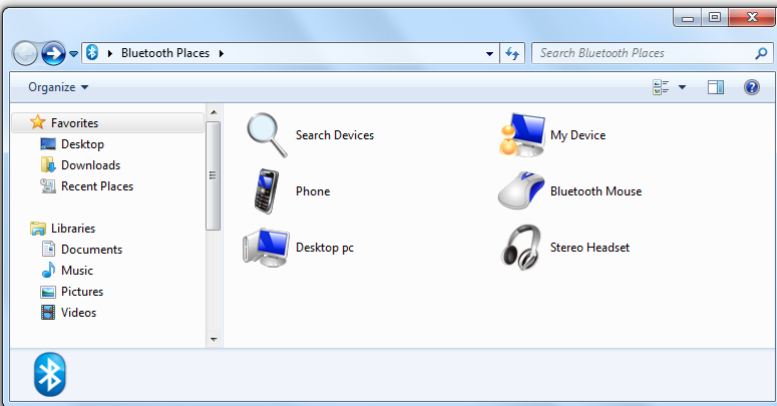 Bluetooth Places
Search Bluetooth Places
Organize
Favorites
Desktop
Downloads
Recent Places
Libraries
Documents
Music
Pictures
Videos
Search Devices
My Device
Phone
Bluetooth Mouse
Desktop pc
Stereo Headset